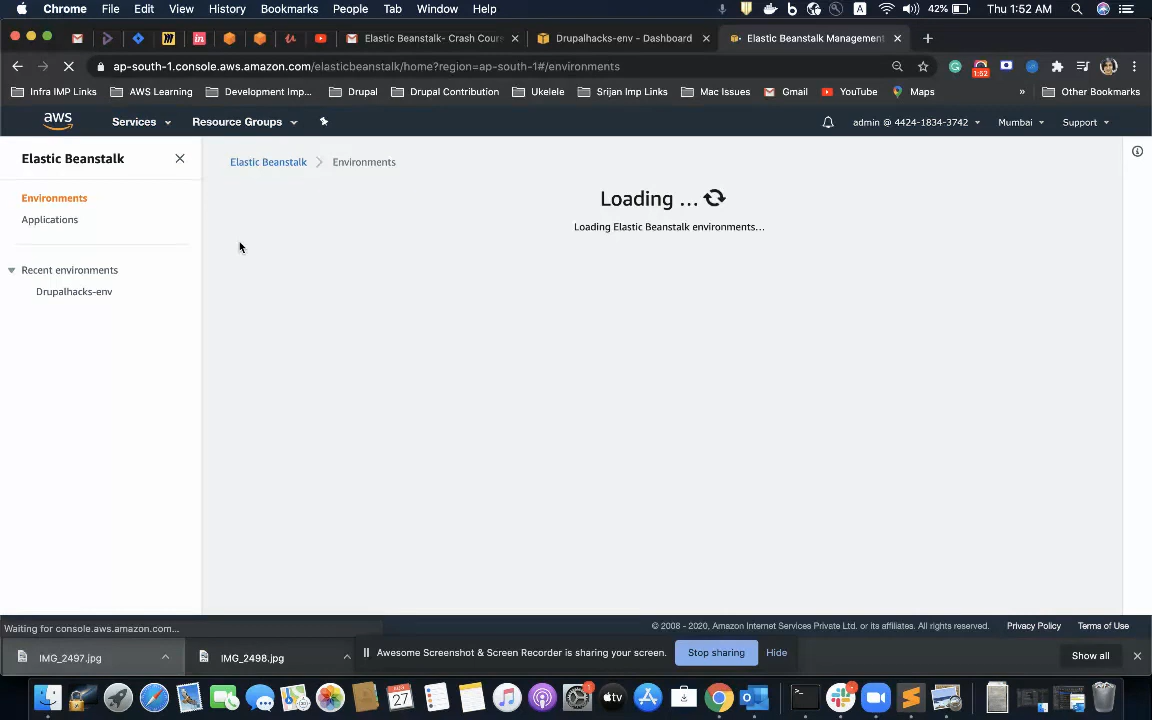 Chrome File Edit View History Bookmarks People Tab Window Help 42% Thu 1:52 AM
Elastic Beanstalk- Crash Cour Drupalhacks-env - Dashboard Elastic Beanstalk Management
ap-south-1.console.aws.amazon.com/elasticbeanstalk/home?region=ap-south-1#/environments 1:52
Infra IMP Links AWS Learning Development Imp... Drupal Drupal Contribution Ukelele Srijan Imp Links Mac Issues Gmail YouTube Maps » Other Bookmarks
aws Services Resource Groups admin @ 4424-1834-3742 Mumbai Support
Elastic Beanstalk
Environments
Applications
Recent environments
Drupalhacks-env
Elastic Beanstalk Environments
Loading ...
Loading Elastic Beanstalk environments...
Waiting for console.aws.amazon.com...
© 2008 - 2020, Amazon Internet Services Private Ltd. or its affiliates. All rights reserved. Privacy Policy Terms of Use
IMG_2497.jpg IMG_2498.jpg Awesome Screenshot & Screen Recorder is sharing your screen. Stop sharing Hide Show all
27 tv